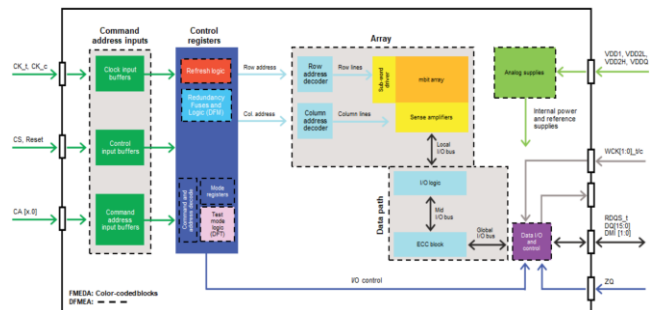 Command
address inputs
Control
registers
Array
CK_t, CK_c
Clock input
buffers
Refresh logic
Row address
Row
address
decoder
Row lines
Sub-word
driver
mbit array
Analog supplies
VDD1, VDD2L,
VDD2H, VDDQ
Redundancy
Fuses and
Logic (DFM)
Col. address
Column
address
decoder
Column lines
Sense amplifiers
Internal power
and reference
supplies
CS, Reset
Control
input buffers
Local
I/O bus
WCK[1:0]_t/c
Data path
I/O logic
Command and
address decode
Mode
registers
Test
mode
logic
(DFT)
Mid
I/O bus
CA [x:0]
Command
address
input buffers
ECC block
Global
I/O bus
Data I/O
and
control
RDQS_t
DQ[15:0]
DMI [1:0]
I/O control
ZQ
FMEDA: Color-coded blocks
DFMEA: